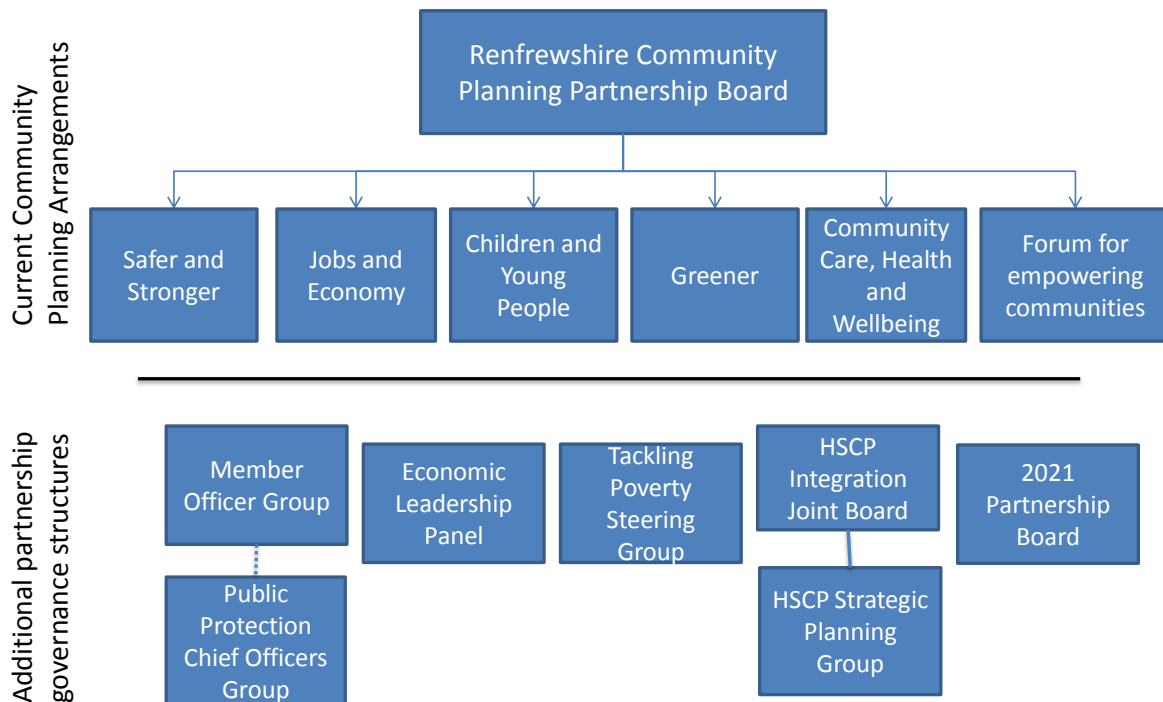 Current Community
Planning Arrangements
Renfrewshire Community
Planning Partnership Board
Safer and
Stronger
Jobs and
Economy
Children and
Young
People
Greener
Community
Care, Health
and
Wellbeing
Forum for
empowering
communities
Additional partnership
governance structures
Member
Officer Group
Public
Protection
Chief Officers
Group
Economic
Leadership
Panel
Tackling
Poverty
Steering
Group
HSCP
Integration
Joint Board
HSCP Strategic
Planning
Group
2021
Partnership
Board